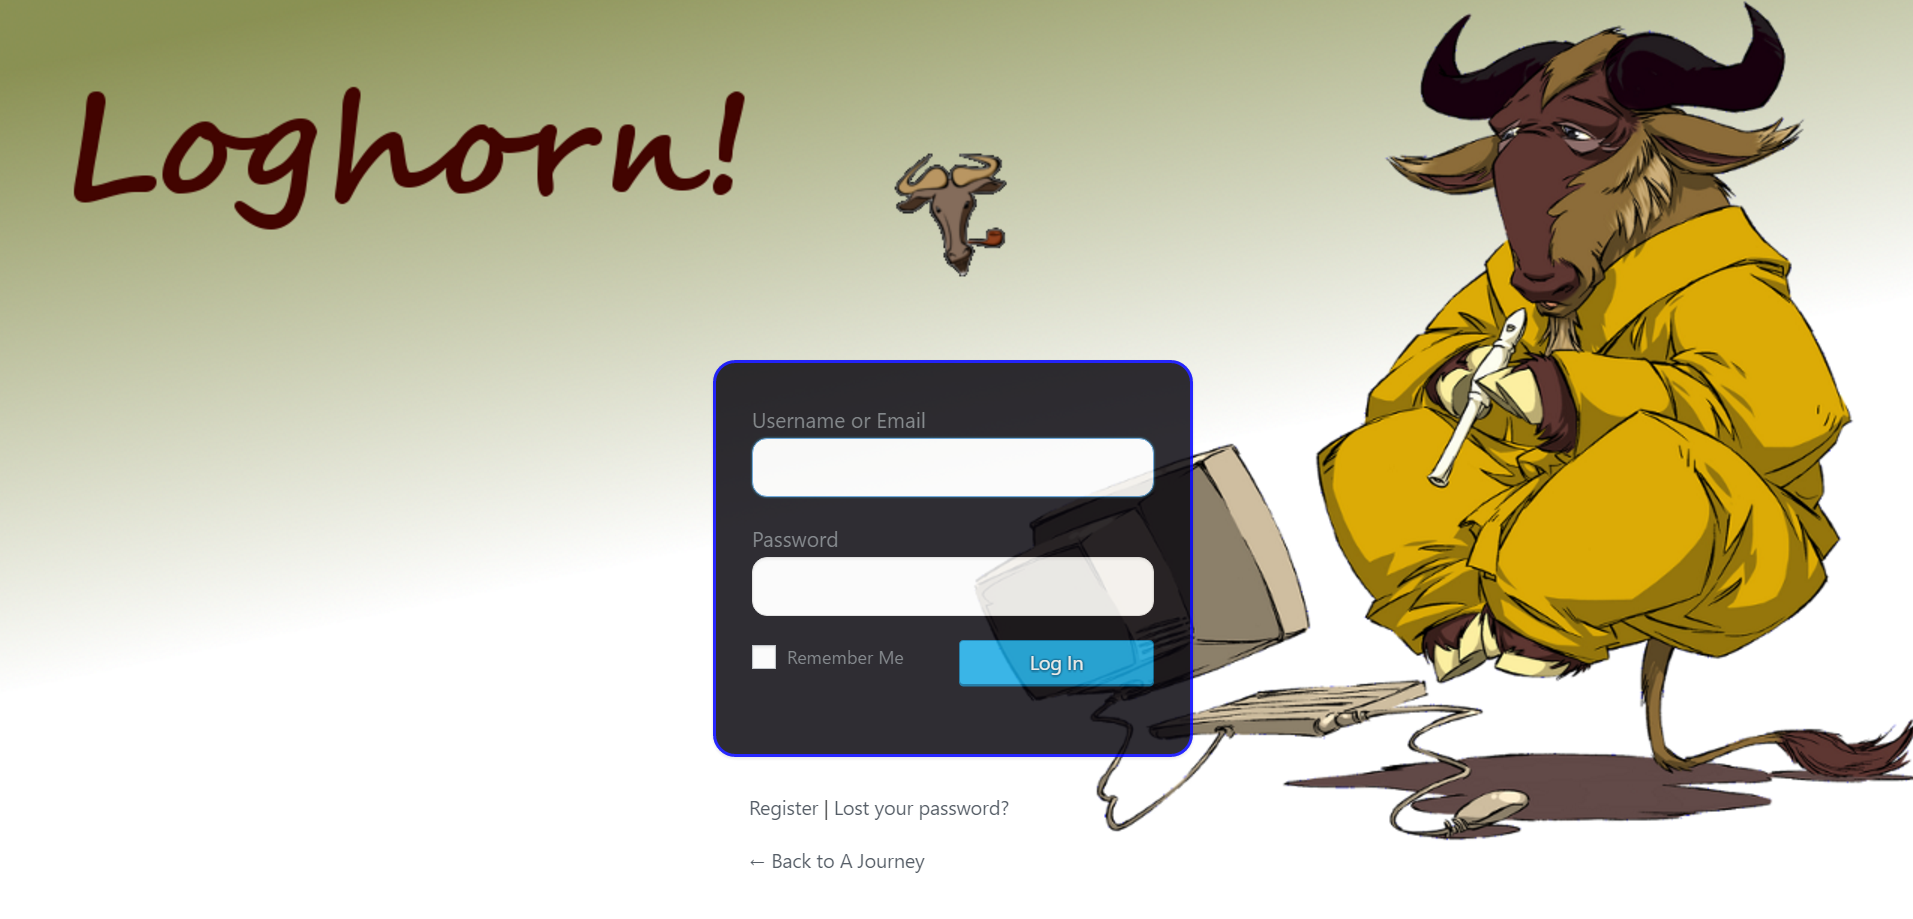 Loghorn!
Username or Email
Password
Remember Me
Log In
Register | Lost your password?
← Back to A Journey